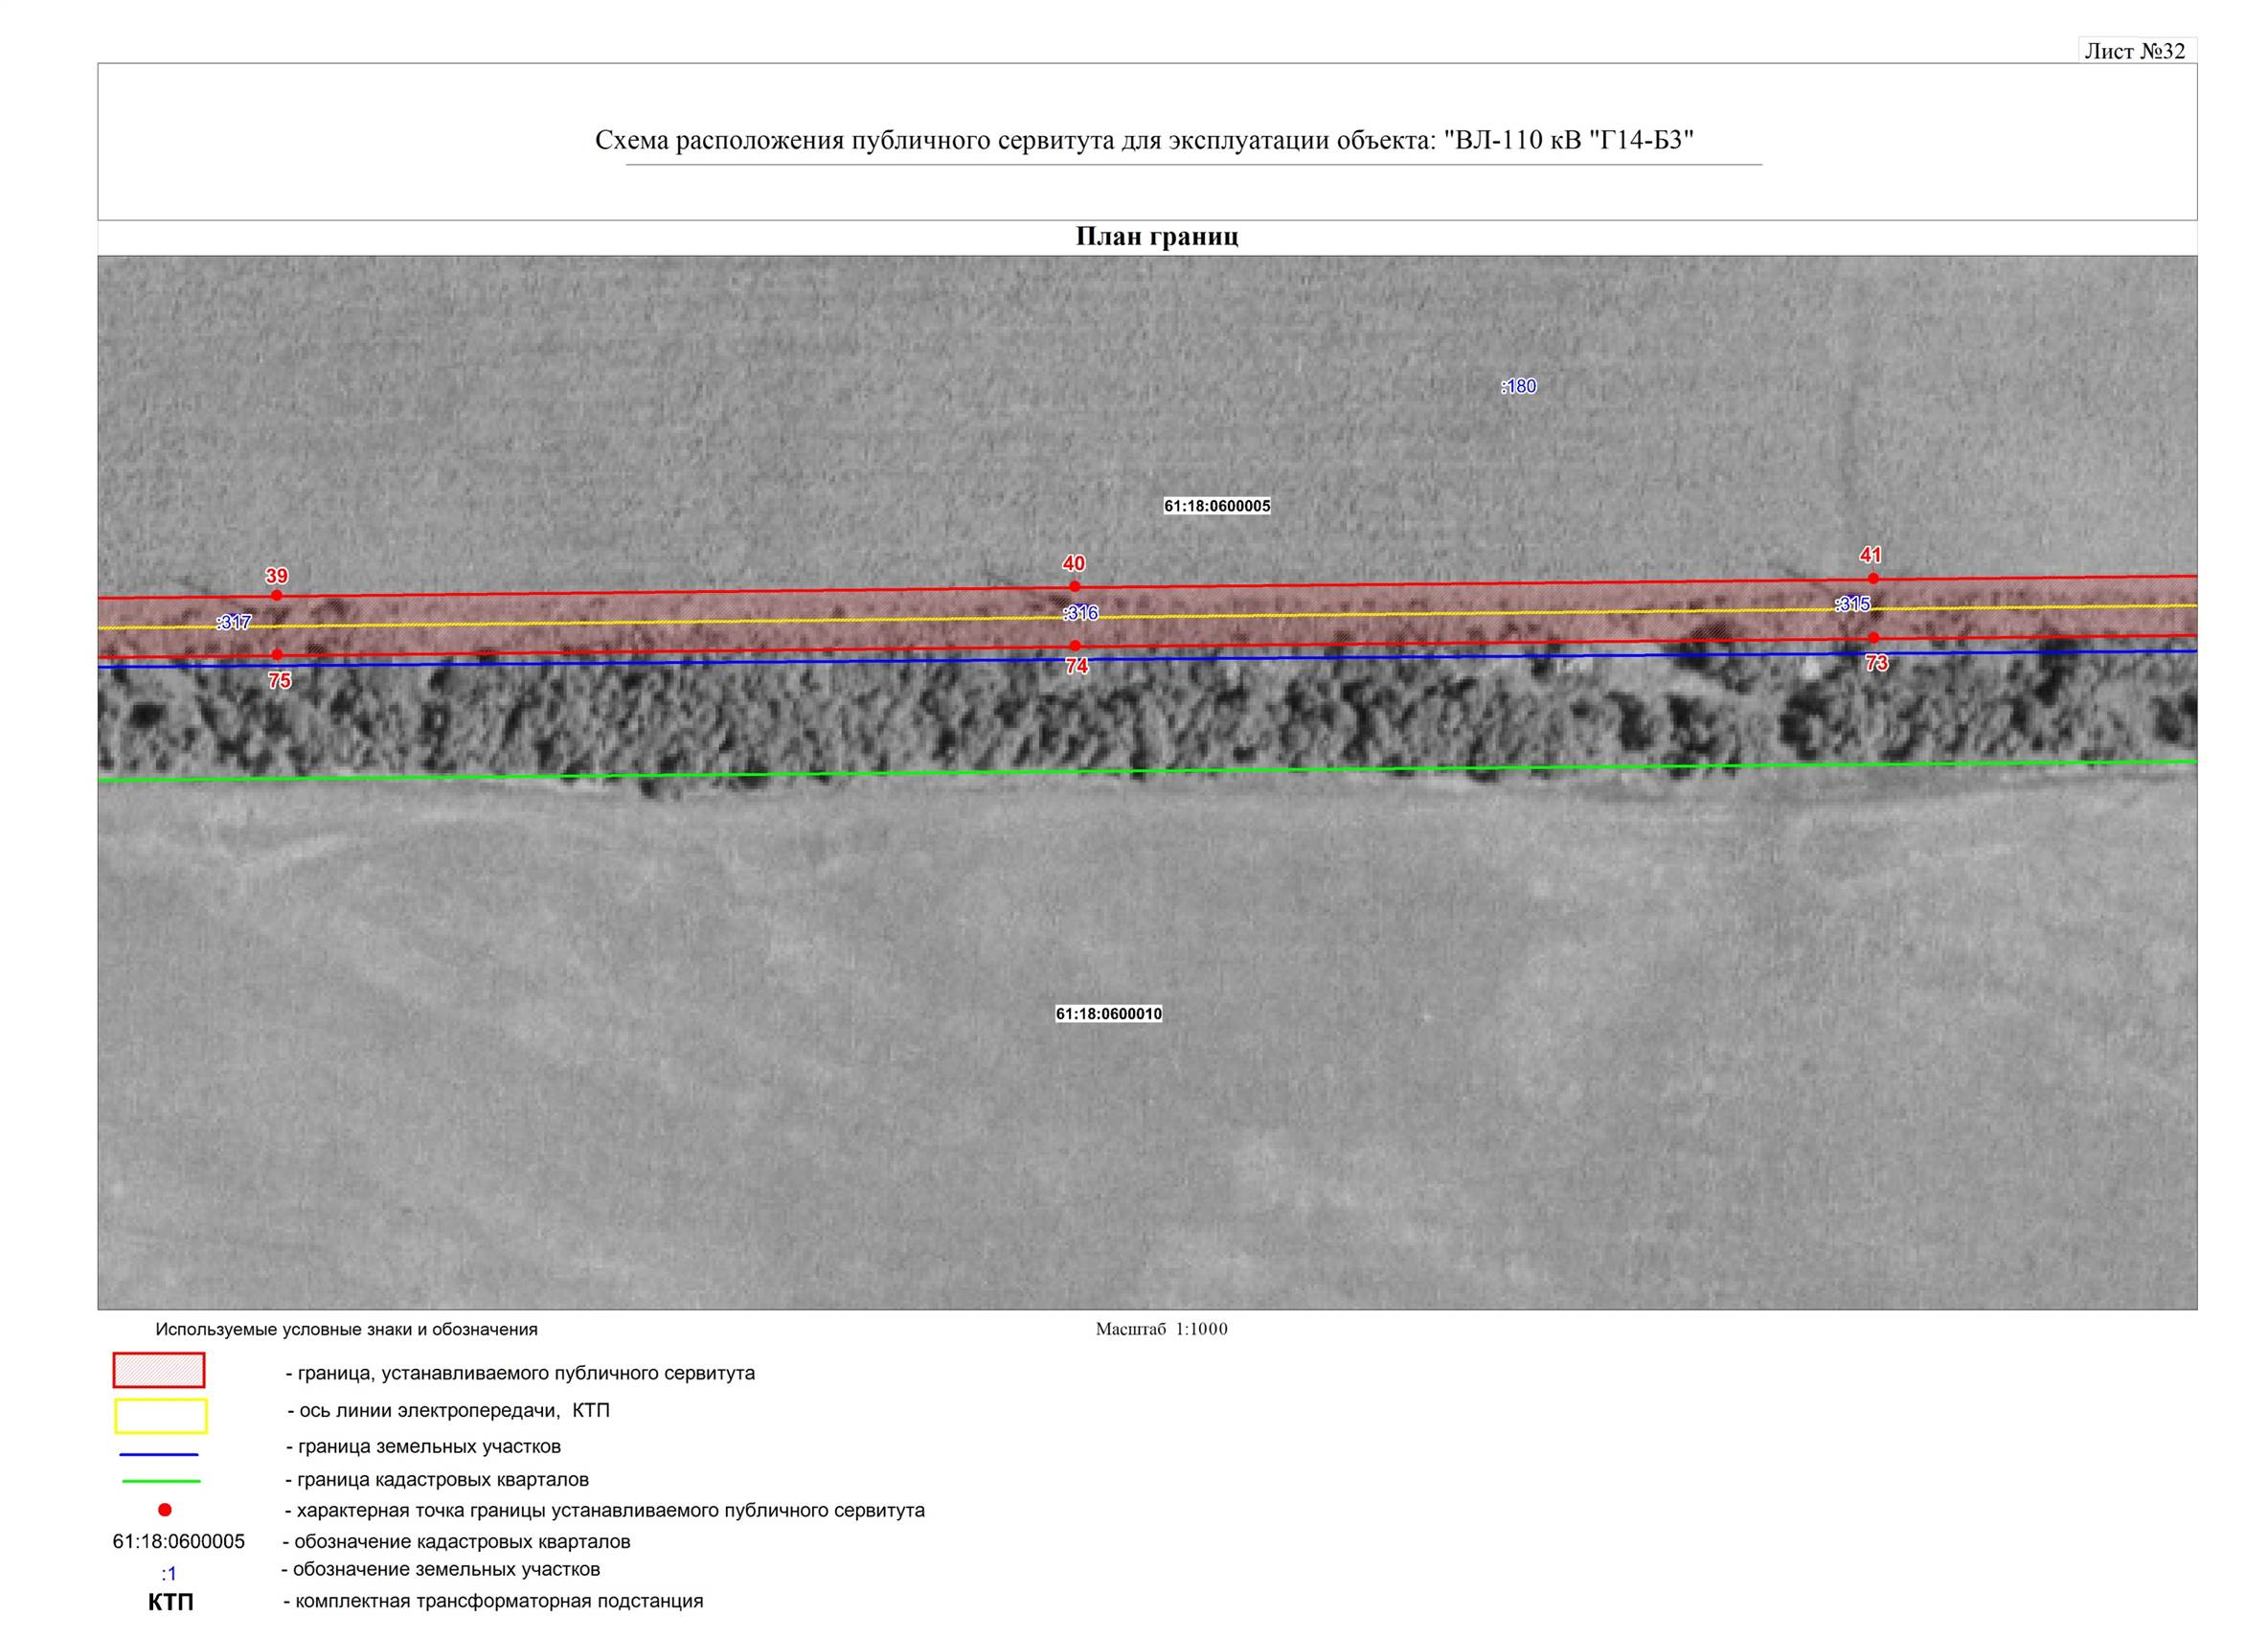 Лист №32
Схема расположения публичного сервитута для эксплуатации объекта: "ВЛ-110 кВ "Г14-Б3"
План границ
:180
61:18:0600005
39
40
41
:317
:316
:315
75
74
73
61:18:0600010
Используемые условные знаки и обозначения
Масштаб 1:1000
- граница, устанавливаемого публичного сервитута
- ось линии электропередачи, КТП
- граница земельных участков
- граница кадастровых кварталов
- характерная точка границы устанавливаемого публичного сервитута
61:18:0600005 - обозначение кадастровых кварталов
:1 - обозначение земельных участков
КТП - комплектная трансформаторная подстанция